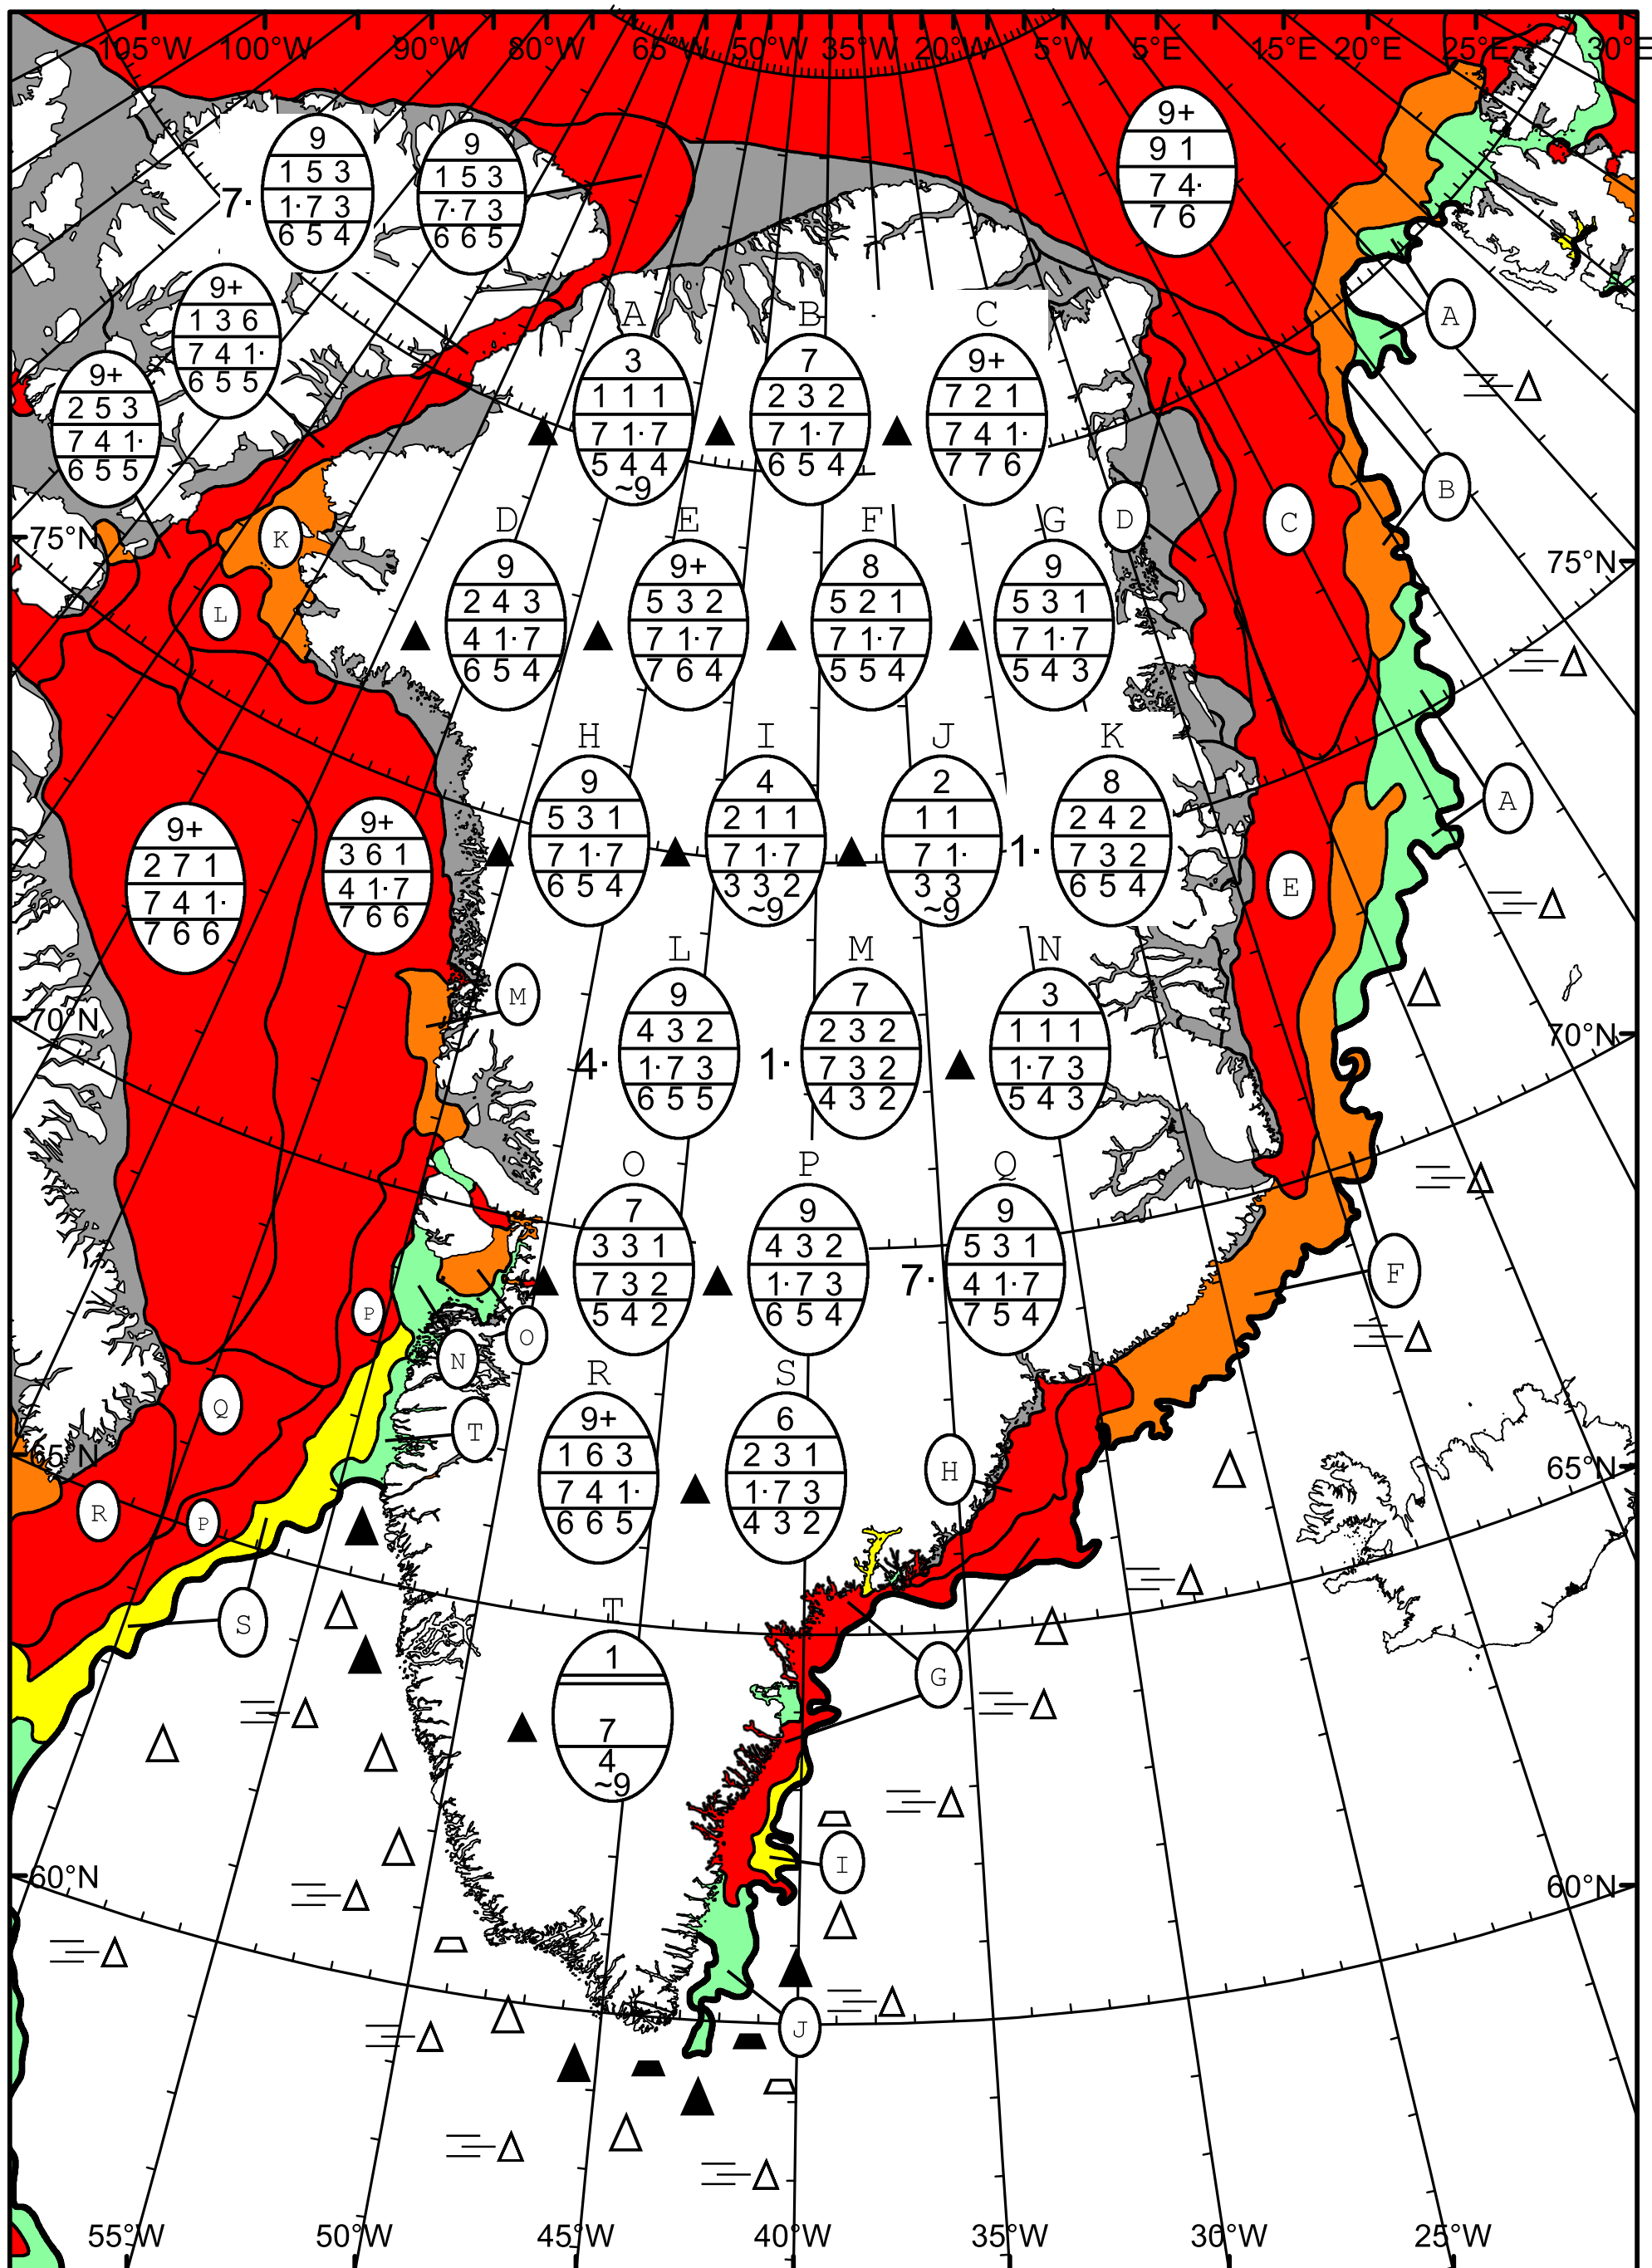 105°W 100°W 90°W 80°W 65°W 50°W 35°W 20°W 5°W 5°E 15°E 20°E 25°E 30°E
9+
9 1
7 4·
7 6
9
1 5 3
7· 1·7 3
6 5 4
9
1 5 3
7·7 3
6 6 5
9+
1 3 6
7 4 1·
6 5 5
9+
2 5 3
7 4 1·
6 5 5
A
3
1 1 1
7 1·7
5 4 4
~9
B
7
2 3 2
7 1·7
6 5 4
C
9+
7 2 1
7 4 1·
7 7 6
A
B
C
D
K
L
75°N
75°N
D
9
2 4 3
4 1·7
6 5 4
E
9+
5 3 2
7 1·7
7 6 4
F
8
5 2 1
7 1·7
5 5 4
G
9
5 3 1
7 1·7
5 4 3
H
9
5 3 1
7 1·7
6 5 4
I
4
2 1 1
7 1·7
3 3 2
~9
J
2
1 1
7 1·
3 3
~9
K
8
2 4 2
1· 7 3 2
6 5 4
A
E
9+
2 7 1
7 4 1·
7 6 6
9+
3 6 1
4 1·7
7 6 6
M
70°N
70°N
L
9
4 3 2
4· 1·7 3
6 5 5
M
7
2 3 2
1· 7 3 2
4 3 2
N
3
1 1 1
1·7 3
5 4 3
O
7
3 3 1
7 3 2
5 4 2
P
9
4 3 2
1·7 3
6 5 4
Q
9
5 3 1
7· 4 1·7
7 5 4
F
P
O
N
Q
T
R
9+
1 6 3
7 4 1·
6 6 5
S
6
2 3 1
1·7 3
4 3 2
H
65°N
65°N
R
P
S
T
1
7
4
~9
G
I
60°N
60°N
J
55°W 50°W 45°W 40°W 35°W 30°W 25°W